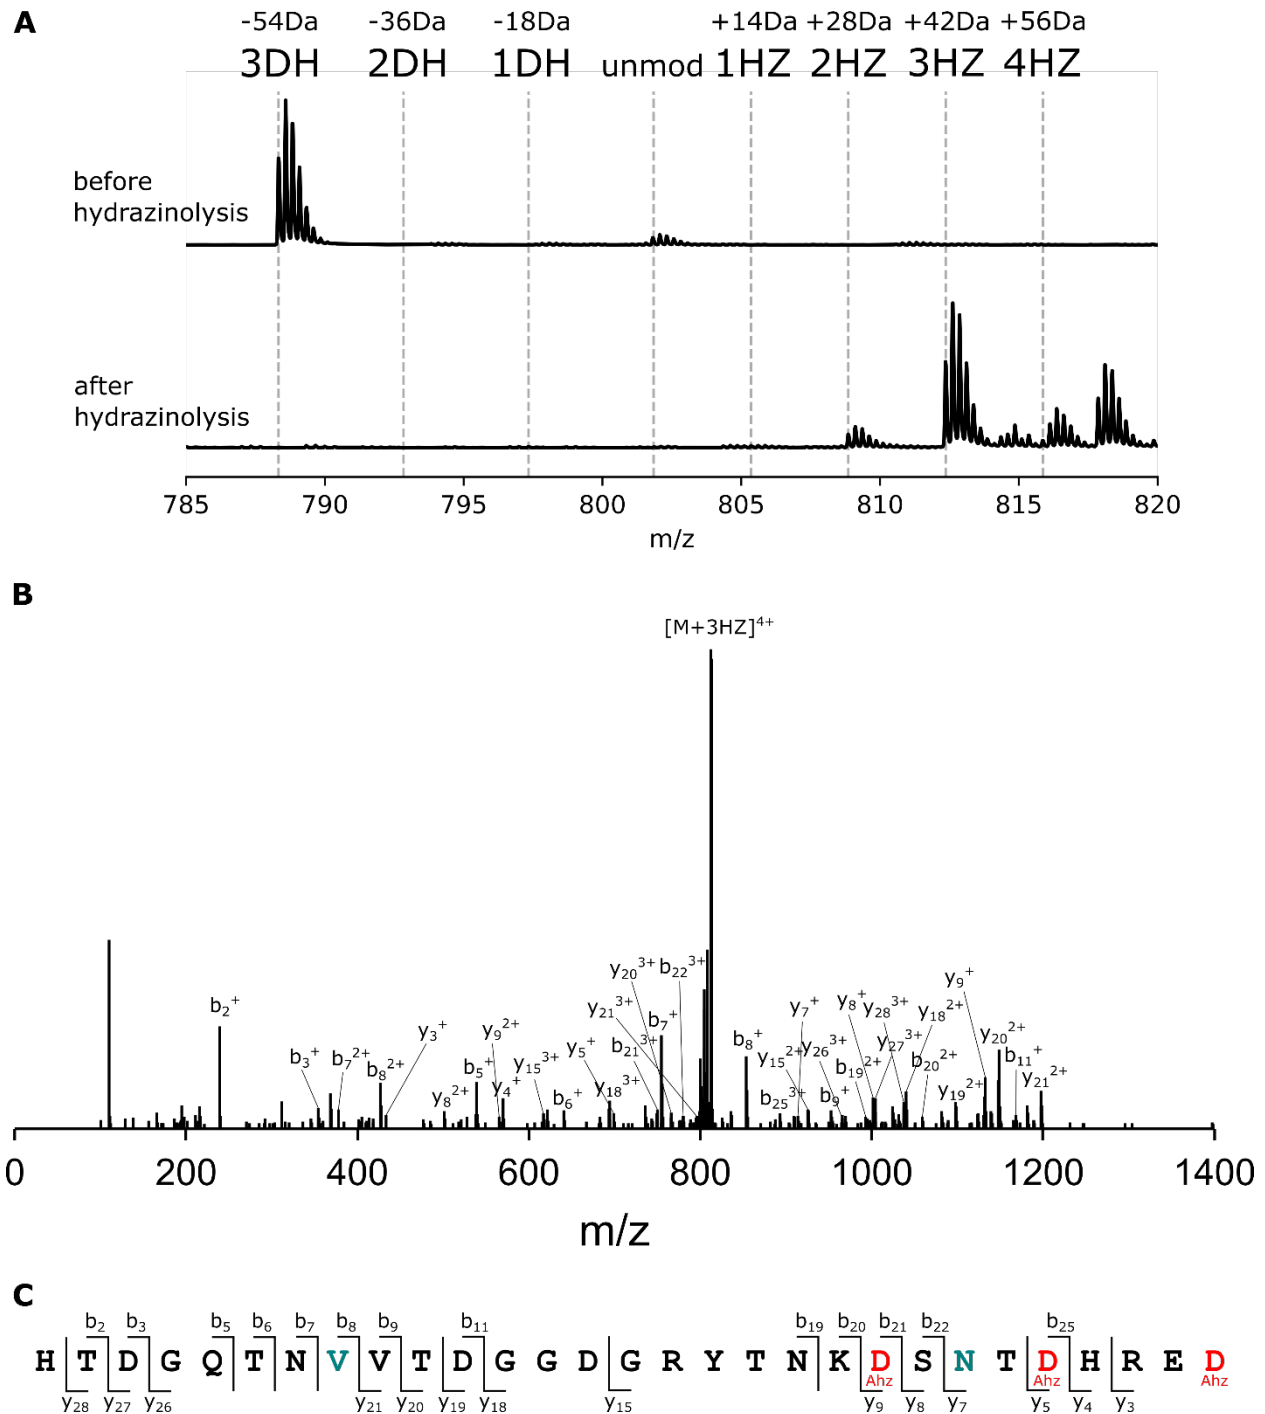 A
-54Da -36Da -18Da +14Da +28Da +42Da +56Da
3DH 2DH 1DH unmod 1HZ 2HZ 3HZ 4HZ
before
hydrazinolysis
after
hydrazinolysis
785 790 795 800 805 810 815 820
m/z
B
[M+3HZ]⁴⁺
y₉⁺
y₂₀³⁺ b₂₂³⁺
b₂⁺ y₂₁³⁺ y₇⁺ y₈⁺ y₂₈³⁺ y₁₈²⁺
y₃⁺ y₉²⁺ b₇⁺
b₃⁺ b₇²⁺ b₈²⁺ y₅⁺ b₂₁³⁺ b₈⁺ y₁₅²⁺ y₂₆³⁺ y₂₇³⁺ y₂₀²⁺
b₅⁺ y₁₅³⁺ b₁₉²⁺ b₂₀²⁺ b₁₁⁺
y₈²⁺ y₄⁺ b₆⁺ y₁₈³⁺ b₂₅³⁺ b₉⁺ y₁₉²⁺ y₂₁²⁺
0 200 400 600 800 1000 1200 1400
m/z
C
b₂ b₃ b₅ b₆ b₇ b₈ b₉ b₁₁ b₁₉ b₂₀ b₂₁ b₂₂ b₂₅
H T D G Q T N V V T D G G D G R Y T N K D S N T D H R E D
Ahz Ahz Ahz
y₂₈ y₂₇ y₂₆ y₂₁ y₂₀ y₁₉ y₁₈ y₁₅ y₉ y₈ y₇ y₅ y₄ y₃